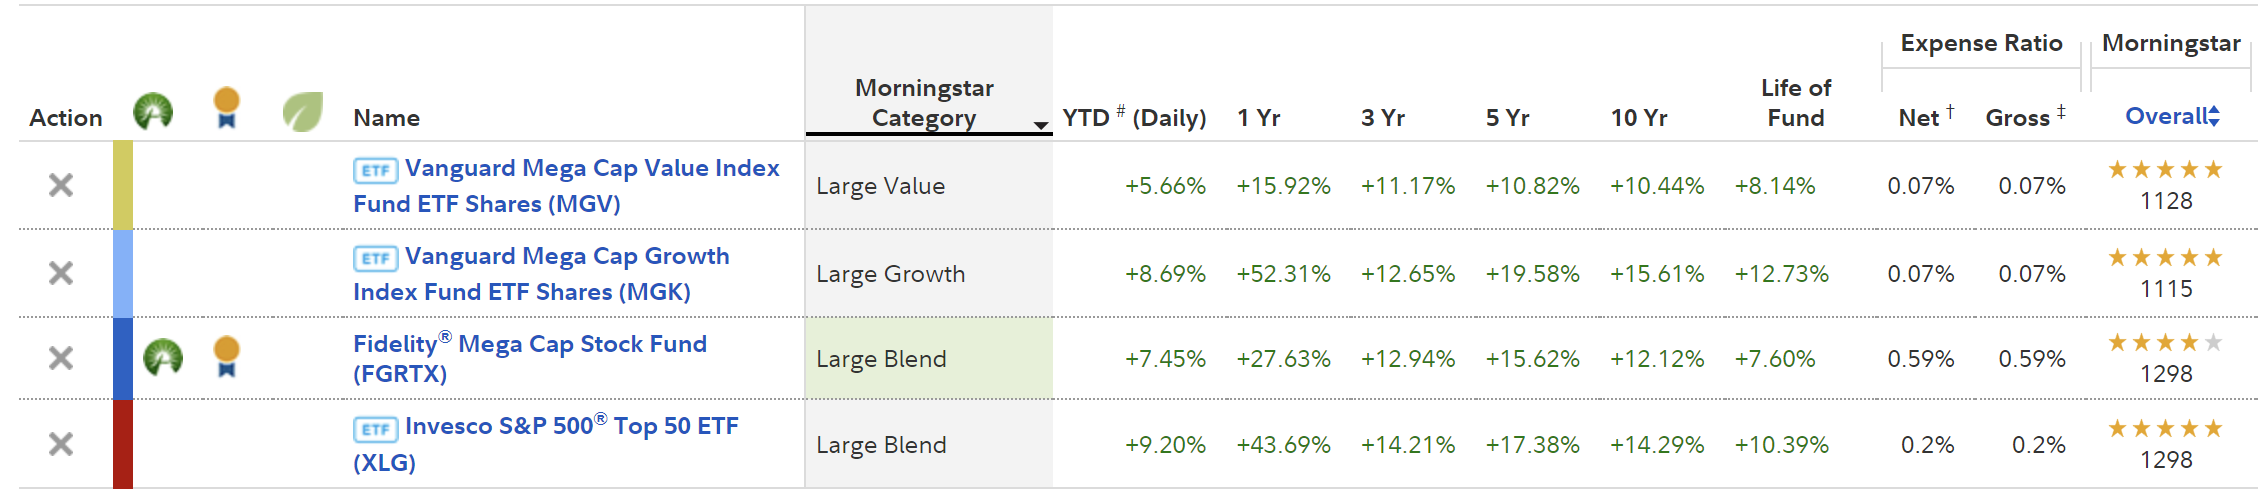 Expense Ratio Morningstar
Morningstar Life of
Action Name Category YTD # (Daily) 1 Yr 3 Yr 5 Yr 10 Yr Fund Net † Gross ‡ Overall
ETF Vanguard Mega Cap Value Index
Fund ETF Shares (MGV) Large Value +5.66% +15.92% +11.17% +10.82% +10.44% +8.14% 0.07% 0.07% ★★★★★
1128
ETF Vanguard Mega Cap Growth
Index Fund ETF Shares (MGK) Large Growth +8.69% +52.31% +12.65% +19.58% +15.61% +12.73% 0.07% 0.07% ★★★★★
1115
Fidelity® Mega Cap Stock Fund
(FGRTX) Large Blend +7.45% +27.63% +12.94% +15.62% +12.12% +7.60% 0.59% 0.59% ★★★★★
1298
ETF Invesco S&P 500® Top 50 ETF
(XLG) Large Blend +9.20% +43.69% +14.21% +17.38% +14.29% +10.39% 0.2% 0.2% ★★★★★
1298